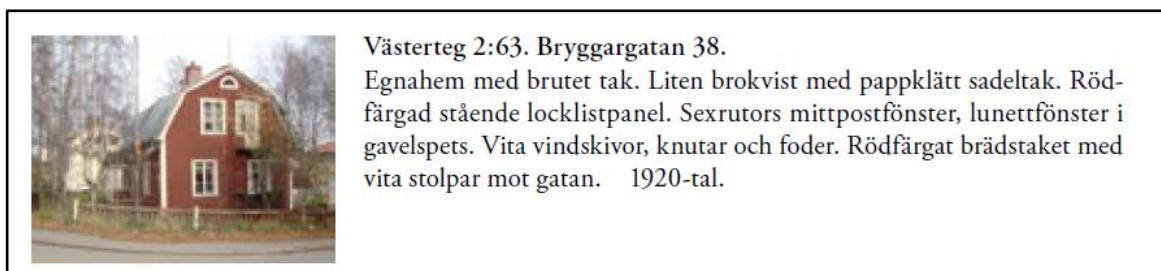 Västerteg 2:63. Bryggargatan 38.
Egnahem med brutet tak. Liten brokvist med pappklätt sadeltak. Röd-
färgad stående locklistpanel. Sexrutors mittpostfönster, lunettfönster i
gavelspets. Vita vindskivor, knutar och foder. Rödfärgat brädstaket med
vita stolpar mot gatan. 1920-tal.